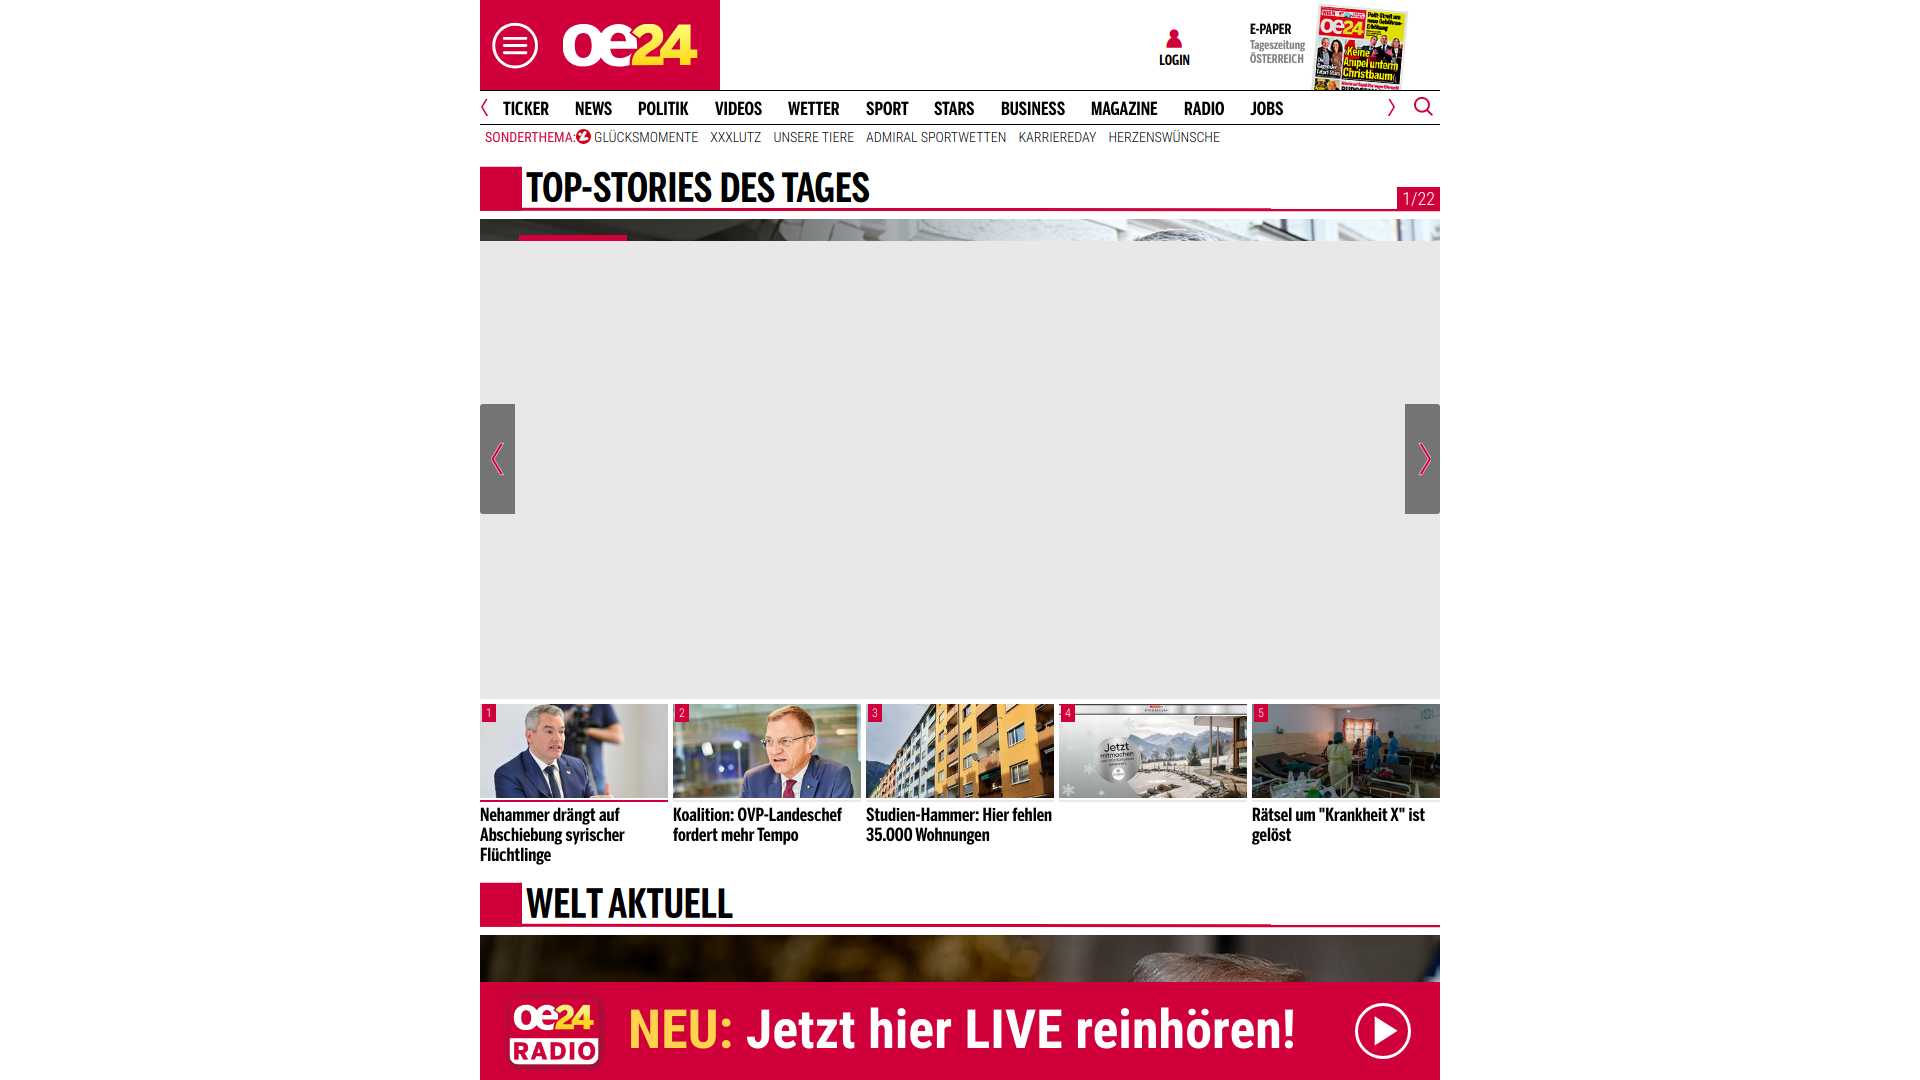 oe24
LOGIN
E-PAPER
Tageszeitung
ÖSTERREICH
oe24
Keine
Ampel unterm
Christbaum
TICKER NEWS POLITIK VIDEOS WETTER SPORT STARS BUSINESS MAGAZINE RADIO JOBS
SONDERTHEMA: GLÜCKSMOMENTE XXXLUTZ UNSERE TIERE ADMIRAL SPORTWETTEN KARRIEREDAY HERZENSWÜNSCHE
TOP-STORIES DES TAGES
1/22
1
2
3
4
5
Jetzt
mitmachen
Nehammer drängt auf
Abschiebung syrischer
Flüchtlinge
Koalition: ÖVP-Landeschef
fordert mehr Tempo
Studien-Hammer: Hier fehlen
35.000 Wohnungen
Rätsel um "Krankheit X" ist
gelöst
WELT AKTUELL
oe24
RADIO
NEU: Jetzt hier LIVE reinhören!